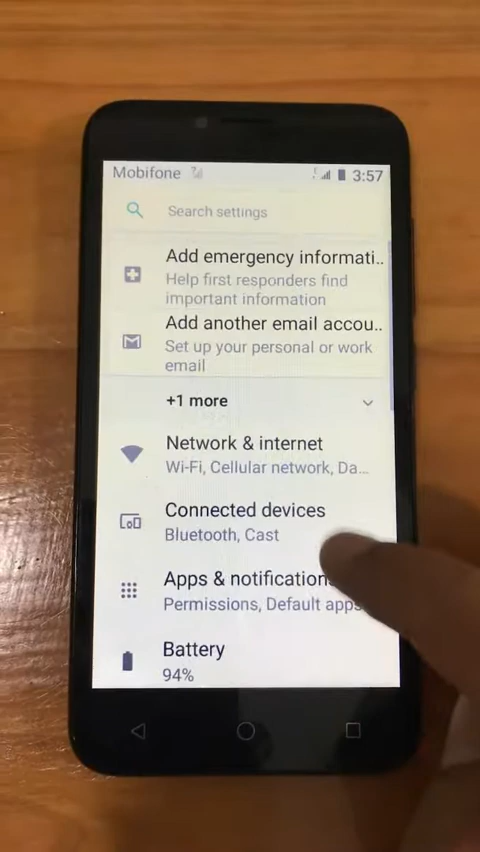 Mobifone 3:57
Search settings
Add emergency informati..
Help first responders find
important information
Add another email accou..
Set up your personal or work
email
+1 more
Network & internet
Wi-Fi, Cellular network, Da...
Connected devices
Bluetooth, Cast
Apps & notification
Permissions, Default apps
Battery
94%